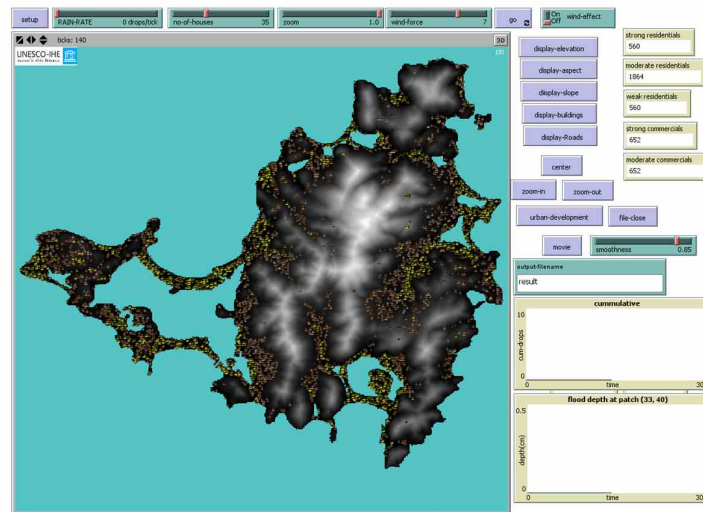 setup
RAIN-RATE 0 drops/tick
no-of-houses 35
zoom 1.0
wind-force 7
go
On
Off
wind-effect
ticks: 140
3D
UNESCO-IHE
display-elevation
display-aspect
display-slope
display-buildings
display-Roads
center
zoom-in
zoom-out
urban-development
file-close
movie
smoothness 0.85
strong residentials
560
moderate residentials
1864
weak residentials
560
strong commercials
652
moderate commercials
652
output-filename
result
cummulative
10
cum-drops
0
time
30
flood depth at patch (33, 40)
0.5
depth(cm)
0
time
30